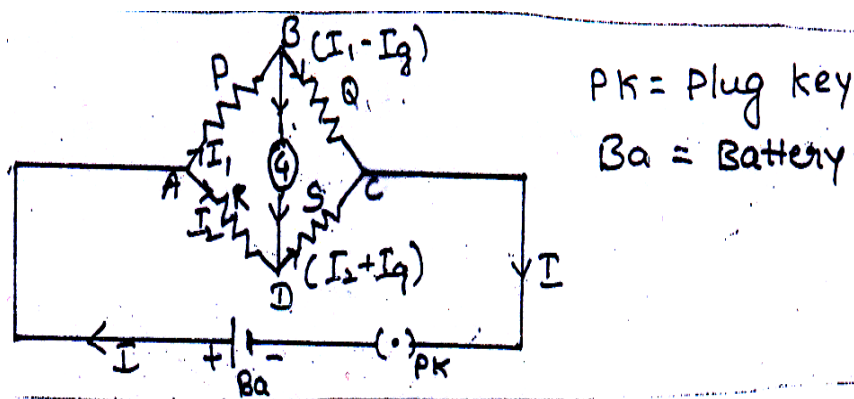 B (I₁ - Ig)
P
Q
PK = Plug key
Ba = Battery
I₁
G
A
R
S
C
I₂
(I₂ + Ig)
D
I
I
+
-
Ba
(·) PK